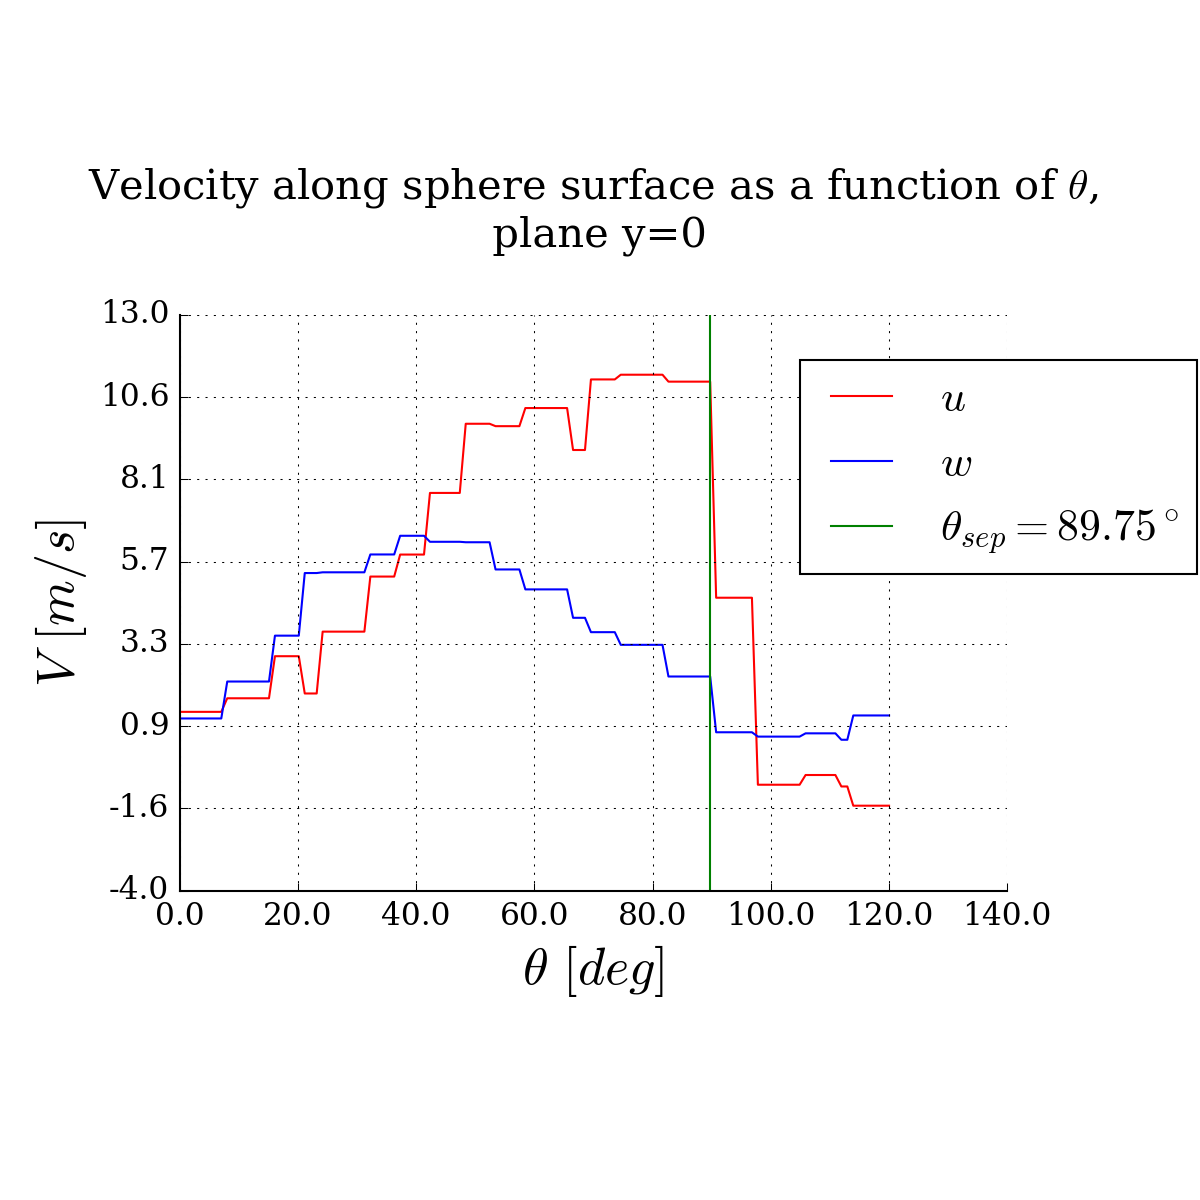 Velocity along sphere surface as a function of θ,
plane y=0
13.0
10.6
8.1
5.7
3.3
0.9
-1.6
-4.0
V [m/s]
u
w
θ_sep = 89.75°
0.0 20.0 40.0 60.0 80.0 100.0 120.0 140.0
θ [deg]